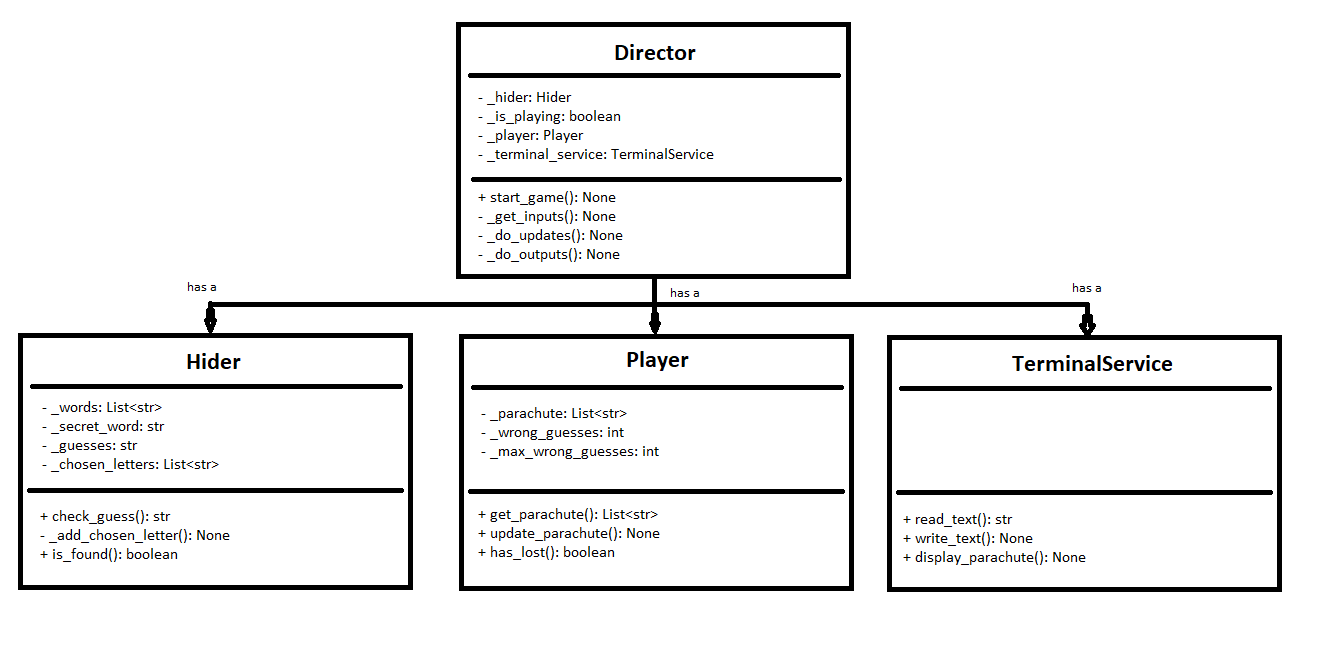 Director
- _hider: Hider
- _is_playing: boolean
- _player: Player
- _terminal_service: TerminalService
+ start_game(): None
- _get_inputs(): None
- _do_updates(): None
- _do_outputs(): None
has a
has a
has a
Hider
- _words: List<str>
- _secret_word: str
- _guesses: str
- _chosen_letters: List<str>
+ check_guess(): str
- _add_chosen_letter(): None
+ is_found(): boolean
Player
- _parachute: List<str>
- _wrong_guesses: int
- _max_wrong_guesses: int
+ get_parachute(): List<str>
+ update_parachute(): None
+ has_lost(): boolean
TerminalService
+ read_text(): str
+ write_text(): None
+ display_parachute(): None